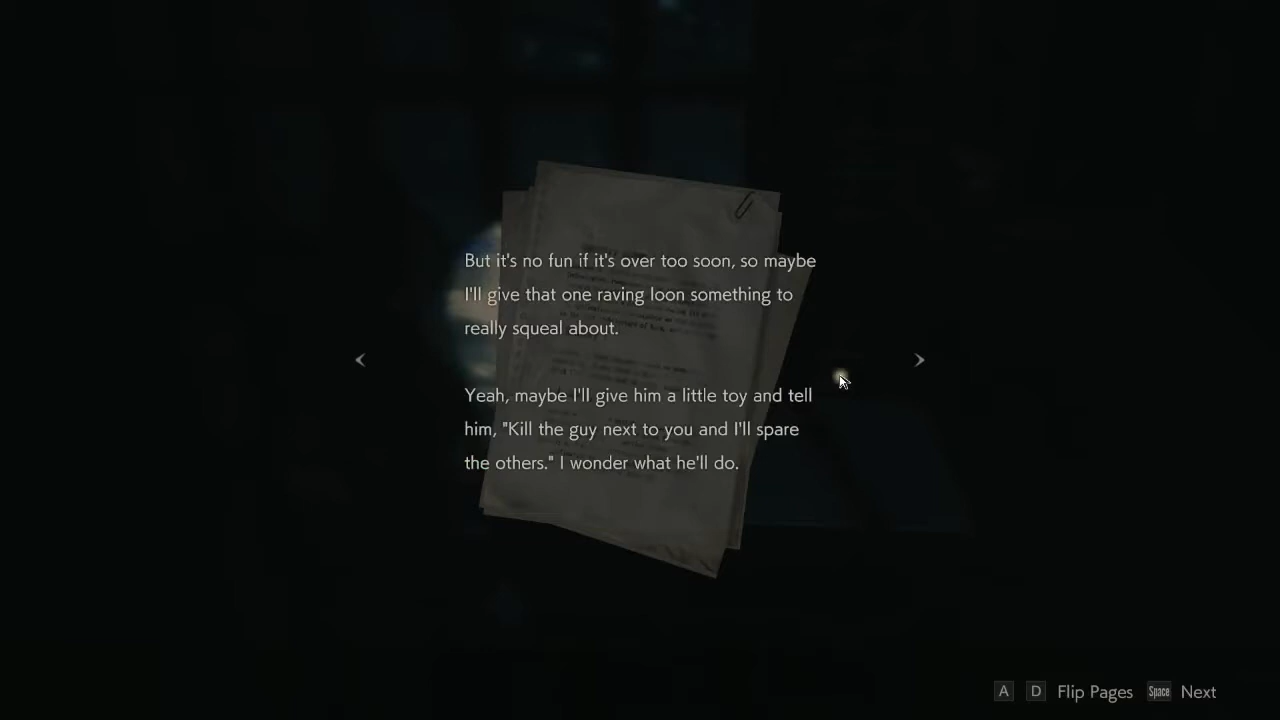 But it's no fun if it's over too soon, so maybe
I'll give that one raving loon something to
really squeal about.
Yeah, maybe I'll give him a little toy and tell
him, "Kill the guy next to you and I'll spare
the others." I wonder what he'll do.
A D Flip Pages Space Next